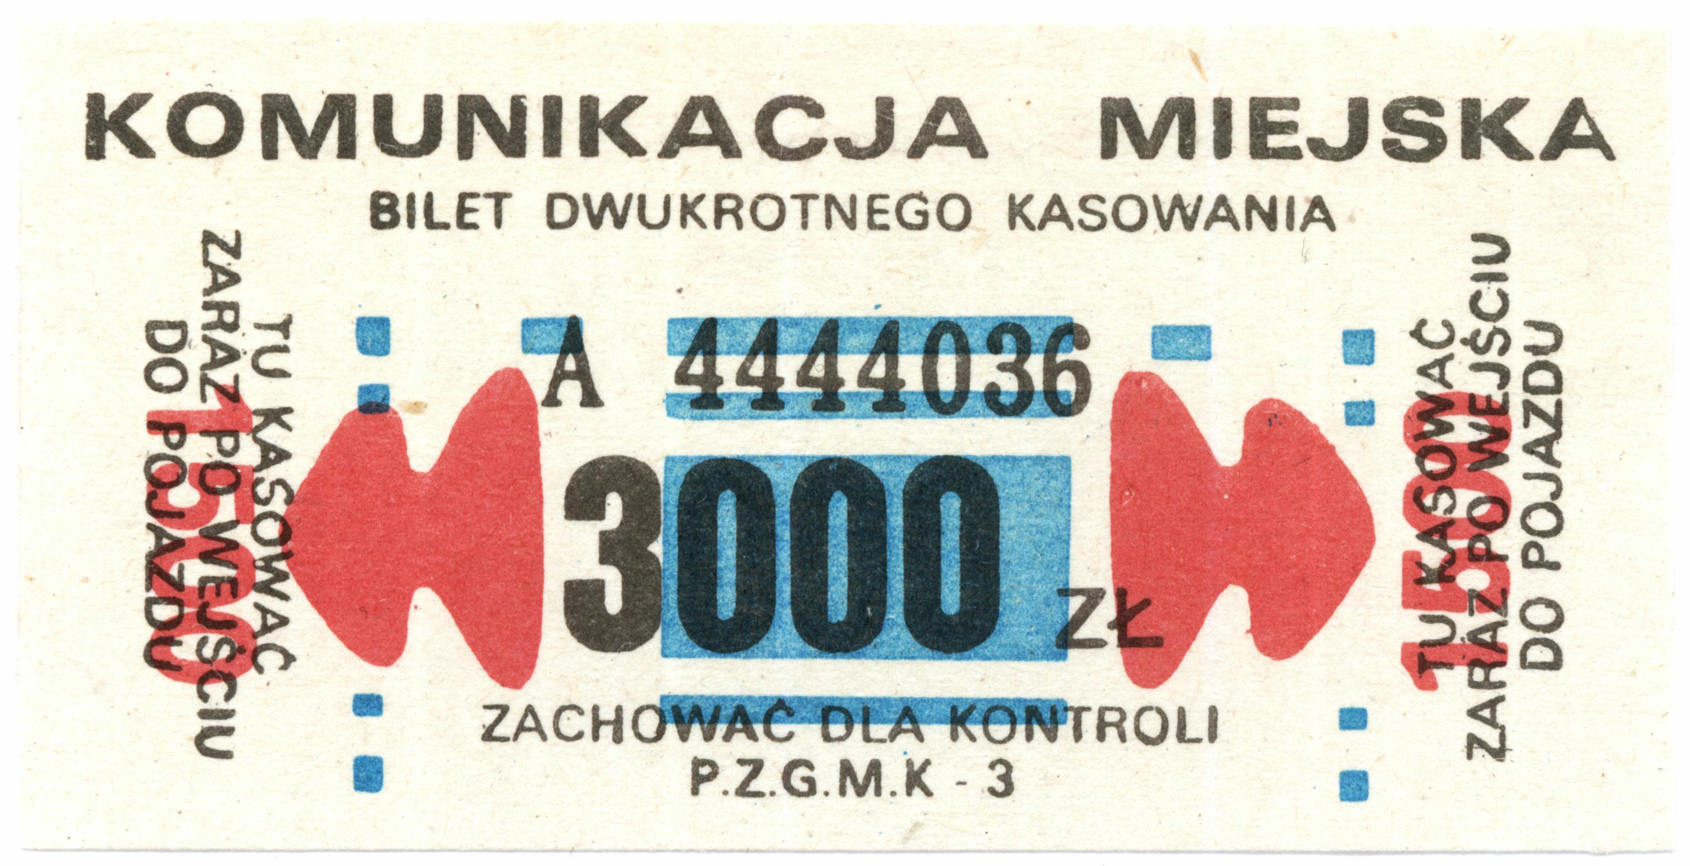 KOMUNIKACJA MIEJSKA
BILET DWUKROTNEGO KASOWANIA
TU KASOWAĆ
ZARAZ PO WEJŚCIU
DO POJAZDU
1500
A 4444036
3000 ZŁ
TU KASOWAĆ
ZARAZ PO WEJŚCIU
DO POJAZDU
1500
ZACHOWAĆ DLA KONTROLI
P.Z.G.M.K - 3